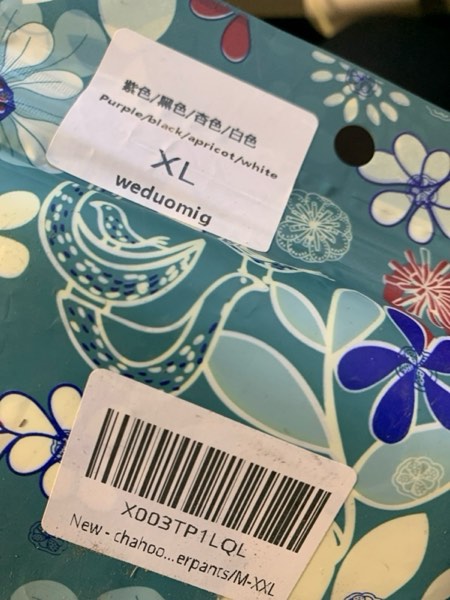 紫色/黑色/杏色/白色
Purple/black/apricot/white
XL
weduomig
X003TP1LQL
New - chahoo...erpants/M-XXL